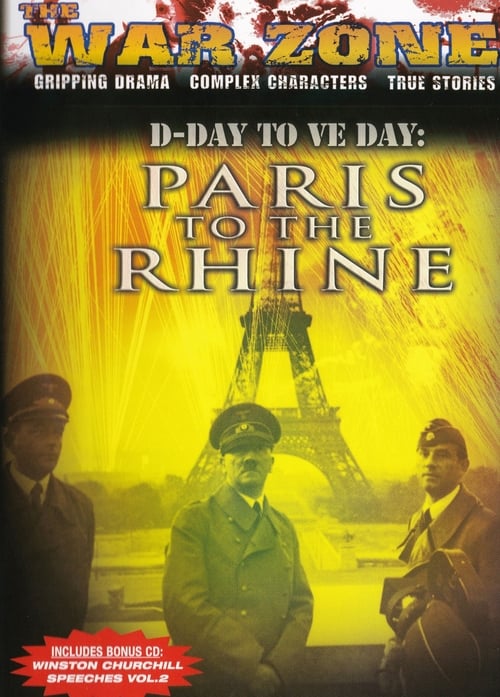 THE
WAR ZONE
GRIPPING DRAMA COMPLEX CHARACTERS TRUE STORIES
D-DAY TO VE DAY:
PARIS
TO THE
RHINE
INCLUDES BONUS CD:
WINSTON CHURCHILL
SPEECHES VOL.2